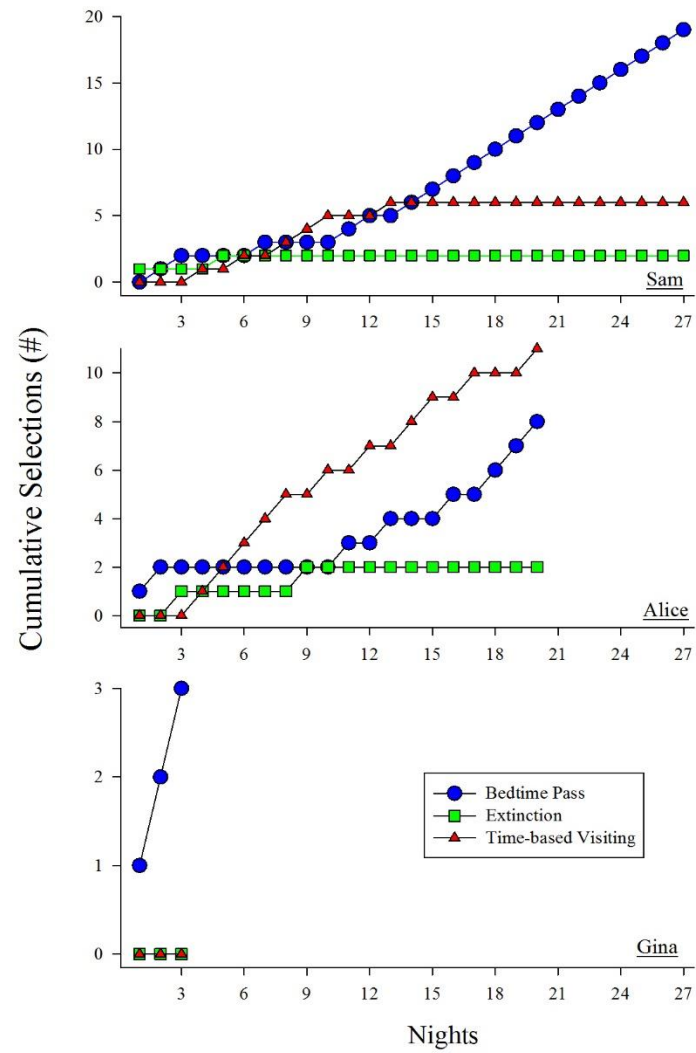 Cumulative Selections (#)
20
15
10
5
0
Sam
3 6 9 12 15 18 21 24 27
10
8
6
4
2
0
Alice
3 6 9 12 15 18 21 24 27
3
2
1
0
Bedtime Pass
Extinction
Time-based Visiting
Gina
3 6 9 12 15 18 21 24 27
Nights